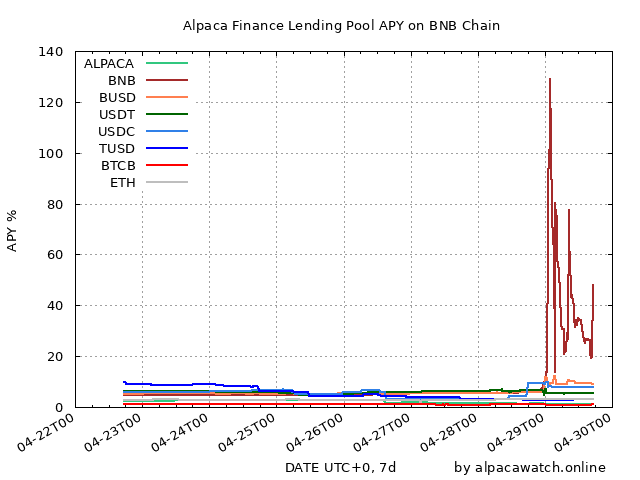 Alpaca Finance Lending Pool APY on BNB Chain
140
120
100
80
60
40
20
0
APY %
ALPACA
BNB
BUSD
USDT
USDC
TUSD
BTCB
ETH
04-22T00
04-23T00
04-24T00
04-25T00
04-26T00
04-27T00
04-28T00
04-29T00
04-30T00
DATE UTC+0, 7d
by alpacawatch.online